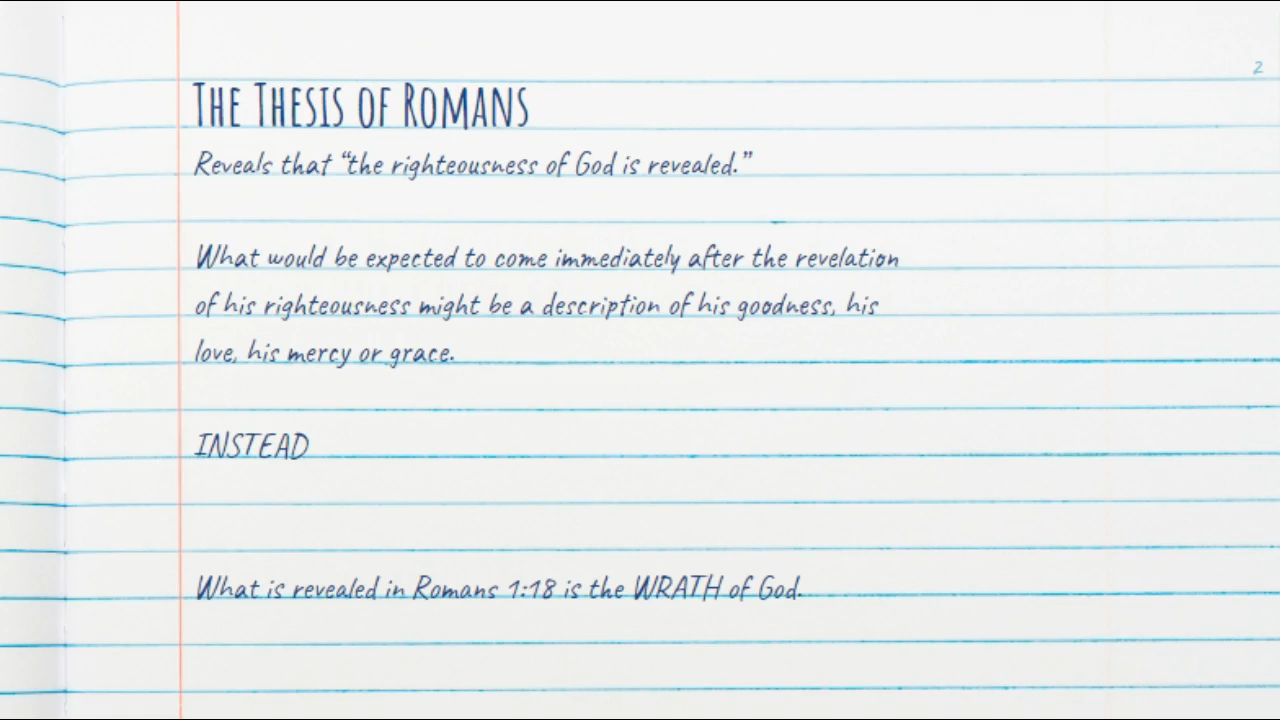 2
THE THESIS OF ROMANS
Reveals that “the righteousness of God is revealed.”
What would be expected to come immediately after the revelation
of his righteousness might be a description of his goodness, his
love, his mercy or grace.
INSTEAD
What is revealed in Romans 1:18 is the WRATH of God.